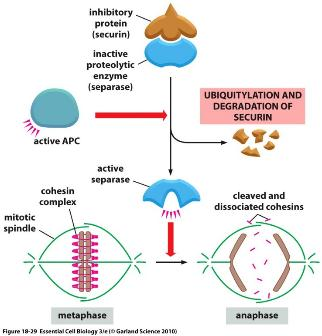 inhibitory
protein
(securin)
inactive
proteolytic
enzyme
(separase)
UBIQUITYLATION AND
DEGRADATION OF
SECURIN
active APC
active
separase
cohesin
complex
mitotic
spindle
cleaved and
dissociated cohesins
metaphase
anaphase
Figure 18-29 Essential Cell Biology 3/e (© Garland Science 2010)